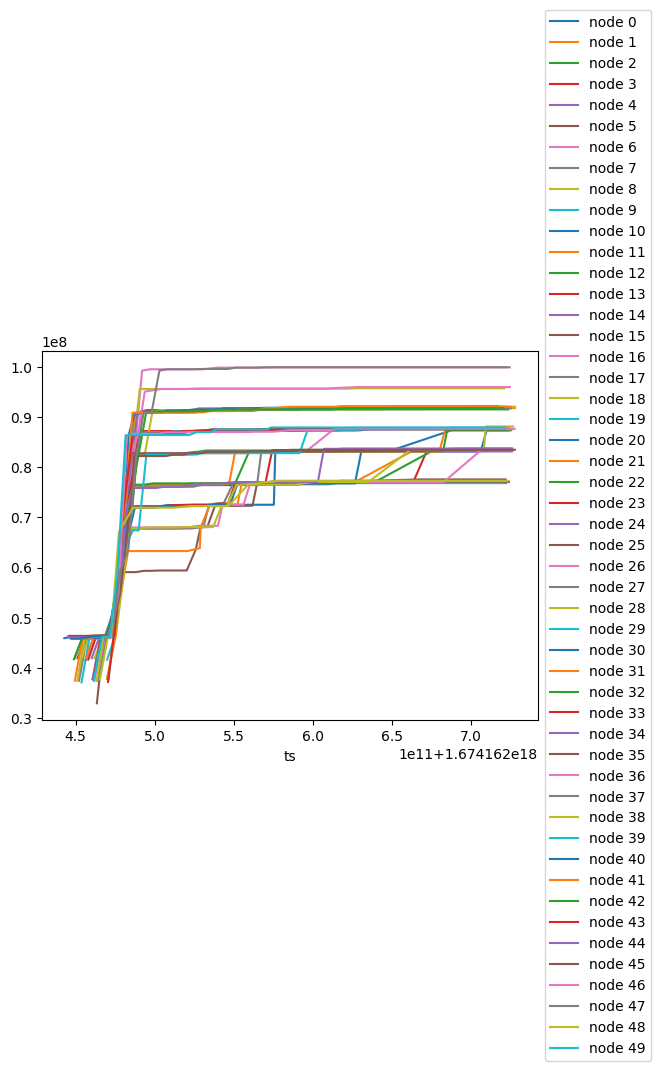 node 0
node 1
node 2
node 3
node 4
node 5
node 6
node 7
node 8
node 9
node 10
node 11
node 12
node 13
node 14
node 15
node 16
node 17
node 18
node 19
node 20
node 21
node 22
node 23
node 24
node 25
node 26
node 27
node 28
node 29
node 30
node 31
node 32
node 33
node 34
node 35
node 36
node 37
node 38
node 39
node 40
node 41
node 42
node 43
node 44
node 45
node 46
node 47
node 48
node 49
1e8
1.0
0.9
0.8
0.7
0.6
0.5
0.4
0.3
4.5 5.0 5.5 6.0 6.5 7.0
ts
1e11+1.674162e18